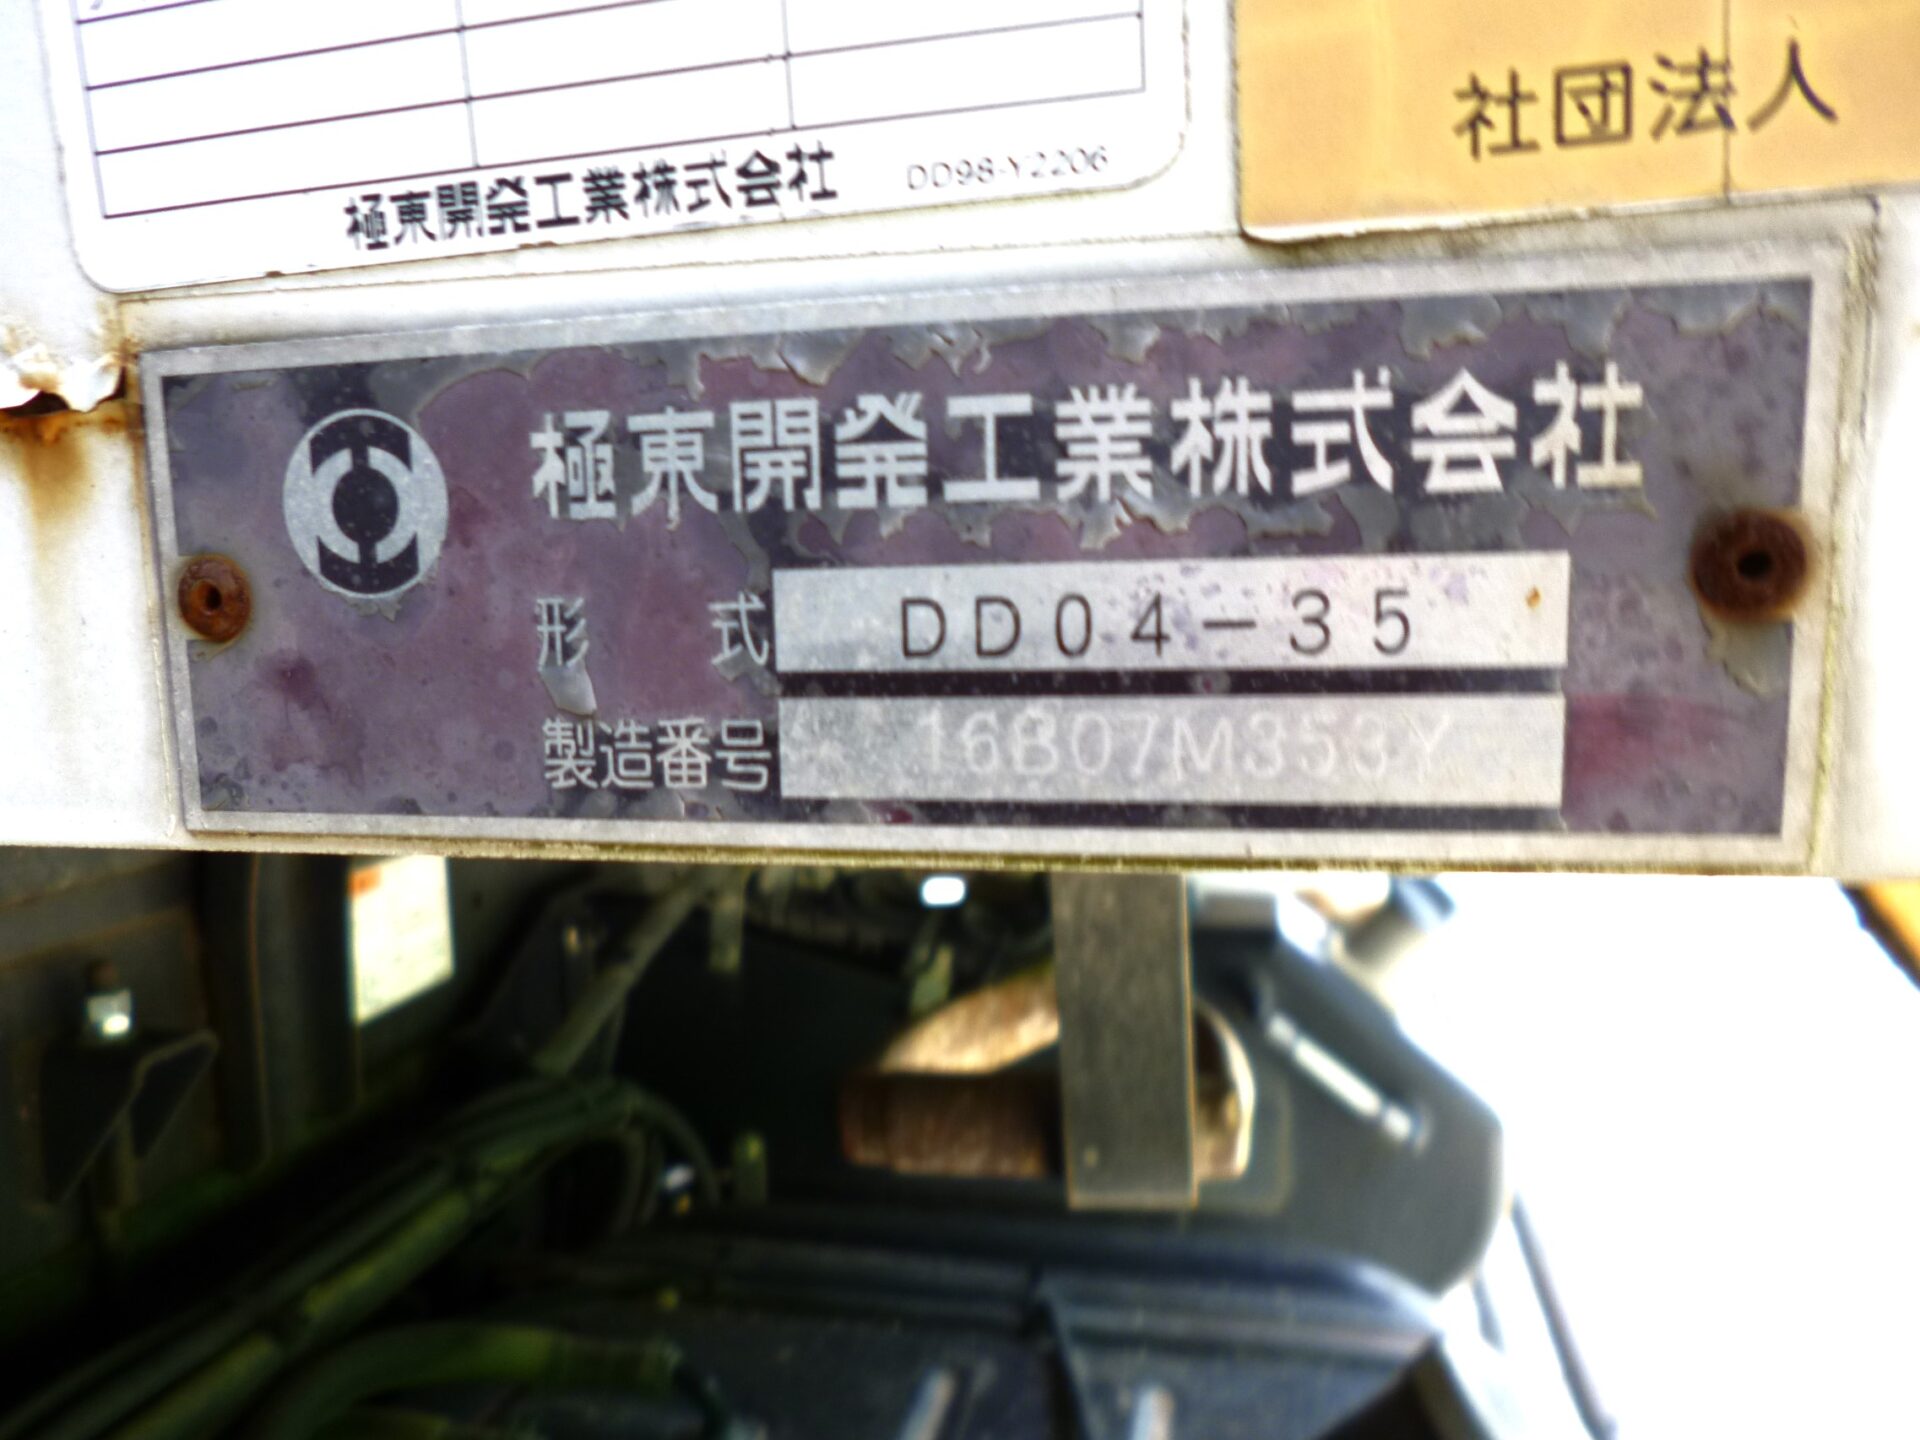 極東開発工業株式会社 DD98-Y2206
社団法人
極東開発工業株式会社
形式 DD04-35
製造番号 16B07M353Y